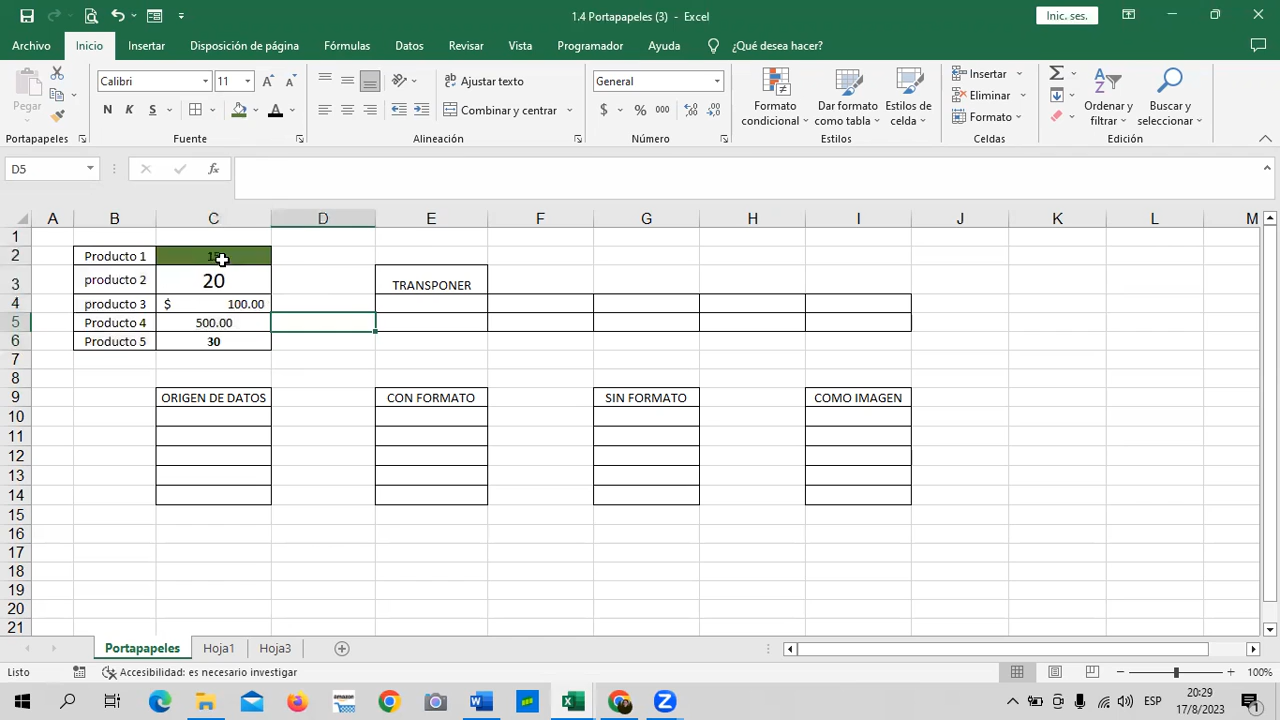 1.4 Portapapeles (3) - Excel
Inic. ses.
Archivo Inicio Insertar Disposición de página Fórmulas Datos Revisar Vista Programador Ayuda ¿Qué desea hacer?
Pegar
Calibri 11
N K S
Ajustar texto
Combinar y centrar
General
$ % 000
Formato condicional
Dar formato como tabla
Estilos de celda
Insertar
Eliminar
Formato
Ordenar y filtrar
Buscar y seleccionar
Portapapeles Fuente Alineación Número Estilos Celdas Edición
D5
fx
A B C D E F G H I J K L M
1
2 Producto 1
3 producto 2 20 TRANSPONER
4 producto 3 $ 100.00
5 Producto 4 500.00
6 Producto 5 30
7
8
9 ORIGEN DE DATOS CON FORMATO SIN FORMATO COMO IMAGEN
10
11
12
13
14
15
16
17
18
19
20
21
Portapapeles Hoja1 Hoja3
Listo Accesibilidad: es necesario investigar 100%
amazon
ESP
20:29
17/8/2023